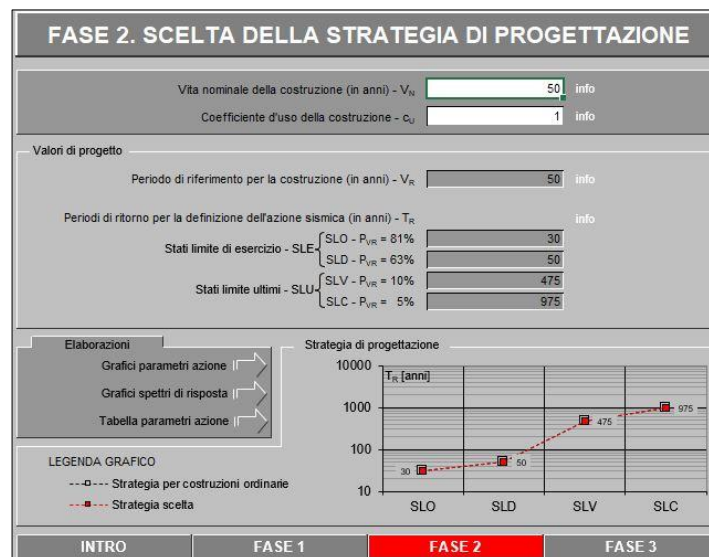 FASE 2. SCELTA DELLA STRATEGIA DI PROGETTAZIONE
Vita nominale della costruzione (in anni) - VN 50 info
Coefficiente d'uso della costruzione - cU 1 info
Valori di progetto
Periodo di riferimento per la costruzione (in anni) - VR 50 info
Periodi di ritorno per la definizione dell'azione sismica (in anni) - TR info
Stati limite di esercizio - SLE
SLO - PVR = 81% 30
SLD - PVR = 63% 50
Stati limite ultimi - SLU
SLV - PVR = 10% 475
SLC - PVR = 5% 975
Elaborazioni
Grafici parametri azione
Grafici spettri di risposta
Tabella parametri azione
LEGENDA GRAFICO
Strategia per costruzioni ordinarie
Strategia scelta
Strategia di progettazione
TR [anni]
10000
1000
100
10
30
50
475
975
SLO SLD SLV SLC
INTRO FASE 1 FASE 2 FASE 3